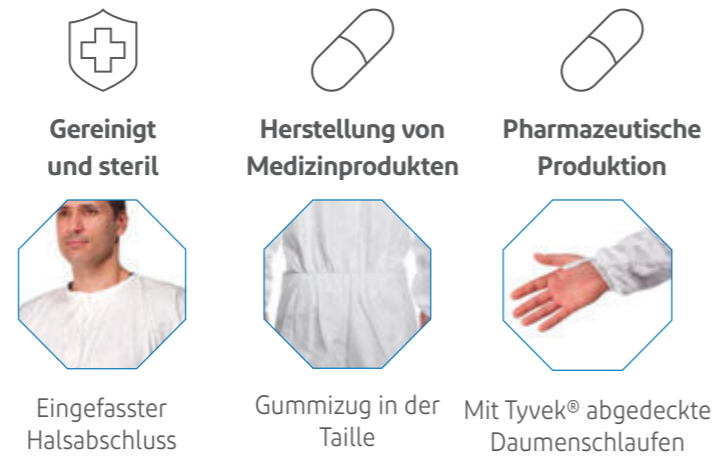 Gereinigt
und steril
Herstellung von
Medizinprodukten
Pharmazeutische
Produktion
Eingefasster
Halsabschluss
Gummizug in der
Taille
Mit Tyvek® abgedeckte
Daumenschlaufen